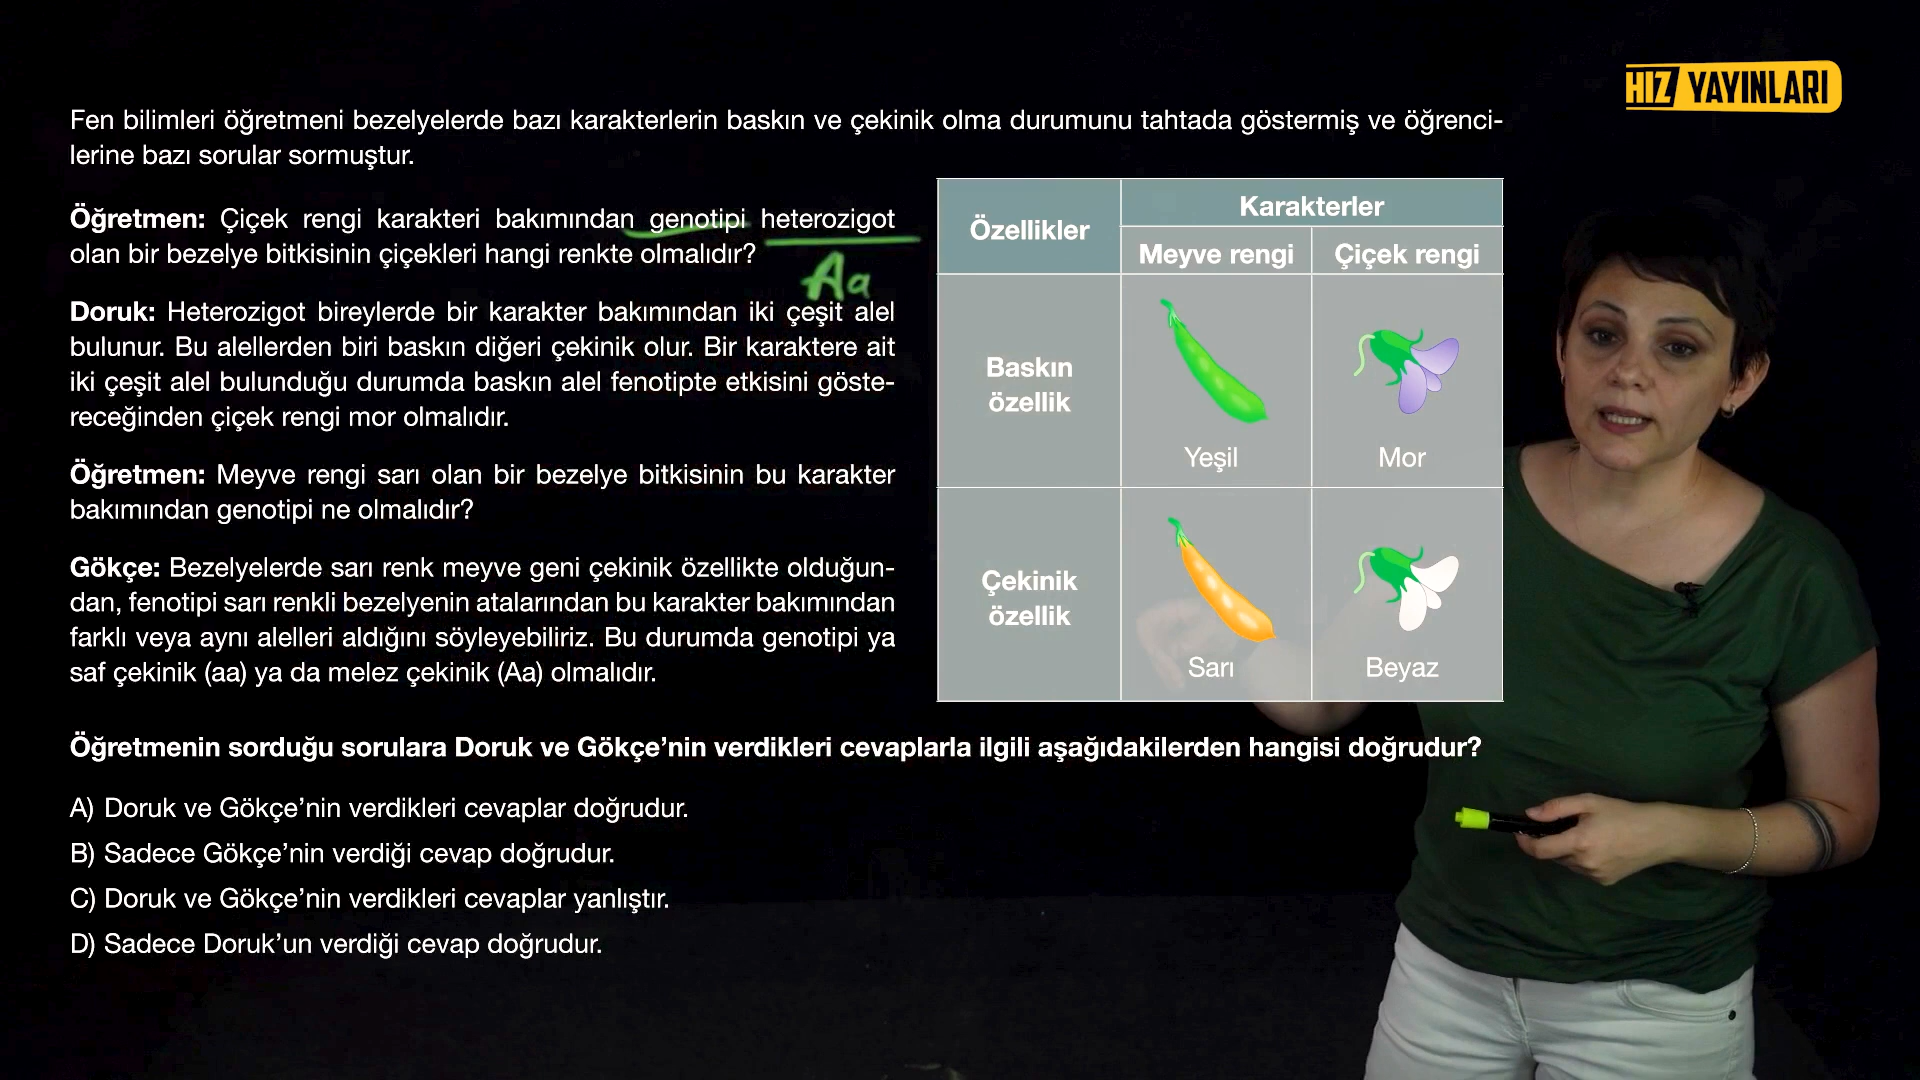 HIZ YAYINLARI
Fen bilimleri öğretmeni bezelyelerde bazı karakterlerin baskın ve çekinik olma durumunu tahtada göstermiş ve öğrenci-
lerine bazı sorular sormuştur.
Öğretmen: Çiçek rengi karakteri bakımından genotipi heterozigot
olan bir bezelye bitkisinin çiçekleri hangi renkte olmalıdır?
Aa
Doruk: Heterozigot bireylerde bir karakter bakımından iki çeşit alel
bulunur. Bu alellerden biri baskın diğeri çekinik olur. Bir karaktere ait
iki çeşit alel bulunduğu durumda baskın alel fenotipte etkisini göste-
receğinden çiçek rengi mor olmalıdır.
Öğretmen: Meyve rengi sarı olan bir bezelye bitkisinin bu karakter
bakımından genotipi ne olmalıdır?
Gökçe: Bezelyelerde sarı renk meyve geni çekinik özellikte olduğun-
dan, fenotipi sarı renkli bezelyenin atalarından bu karakter bakımından
farklı veya aynı alelleri aldığını söyleyebiliriz. Bu durumda genotipi ya
saf çekinik (aa) ya da melez çekinik (Aa) olmalıdır.
Özellikler
Karakterler
Meyve rengi
Çiçek rengi
Baskın
özellik
Yeşil
Mor
Çekinik
özellik
Sarı
Beyaz
Öğretmenin sorduğu sorulara Doruk ve Gökçe'nin verdikleri cevaplarla ilgili aşağıdakilerden hangisi doğrudur?
A) Doruk ve Gökçe'nin verdikleri cevaplar doğrudur.
B) Sadece Gökçe'nin verdiği cevap doğrudur.
C) Doruk ve Gökçe'nin verdikleri cevaplar yanlıştır.
D) Sadece Doruk'un verdiği cevap doğrudur.